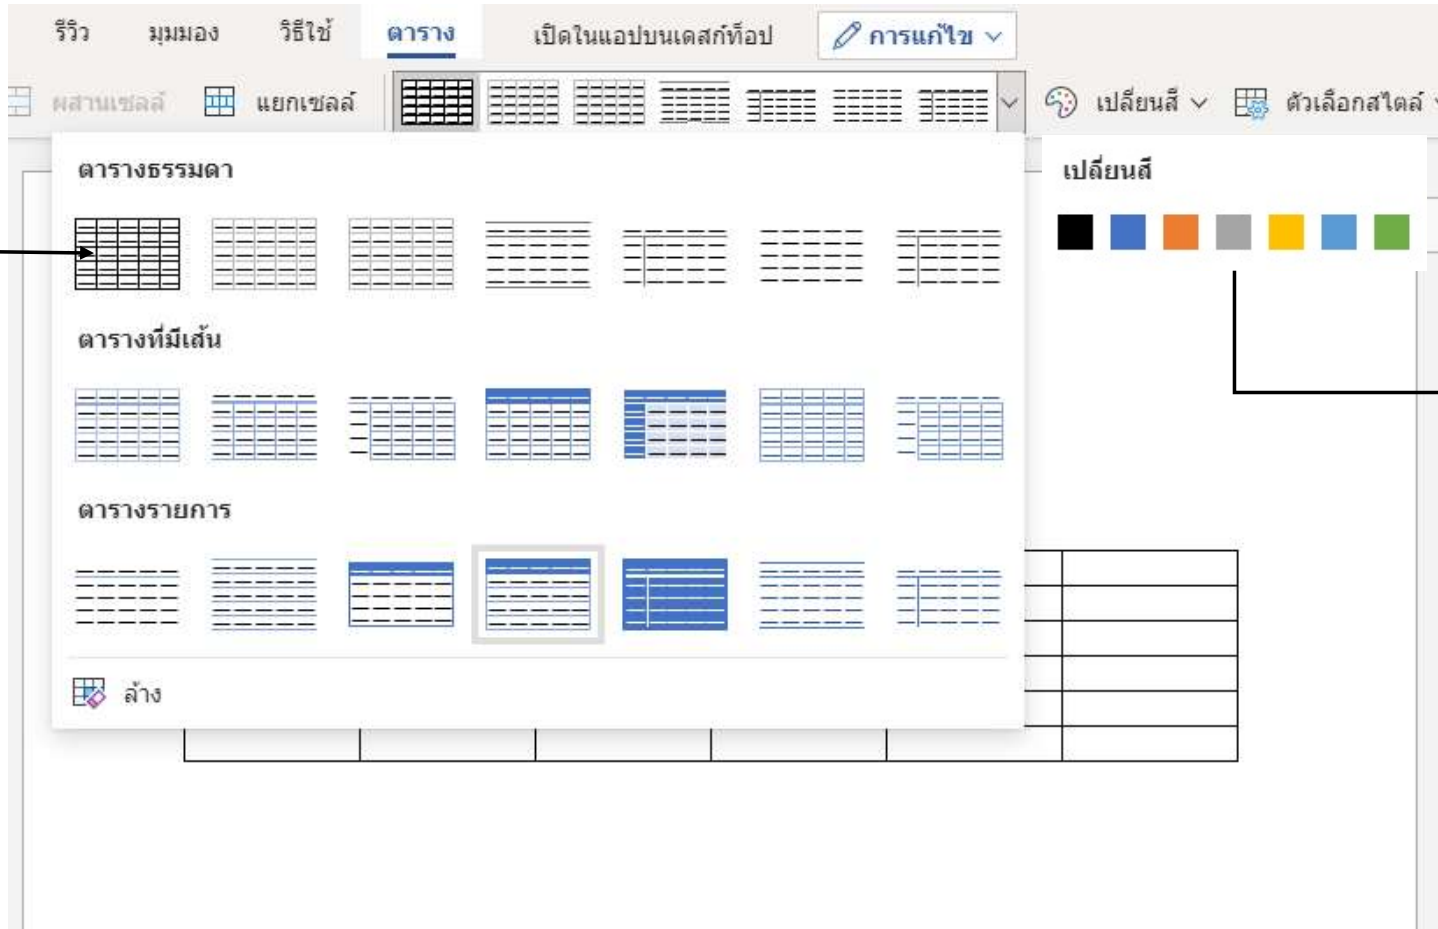 รีวิว มุมมอง วิธีใช้ ตาราง เปิดในแอปบนเดสก์ท็อป การแก้ไข
ผสานเซลล์ แยกเซลล์ เปลี่ยนสี ตัวเลือกสไตล์
ตารางธรรมดา
เปลี่ยนสี
ตารางที่มีเส้น
ตารางรายการ
ล้าง